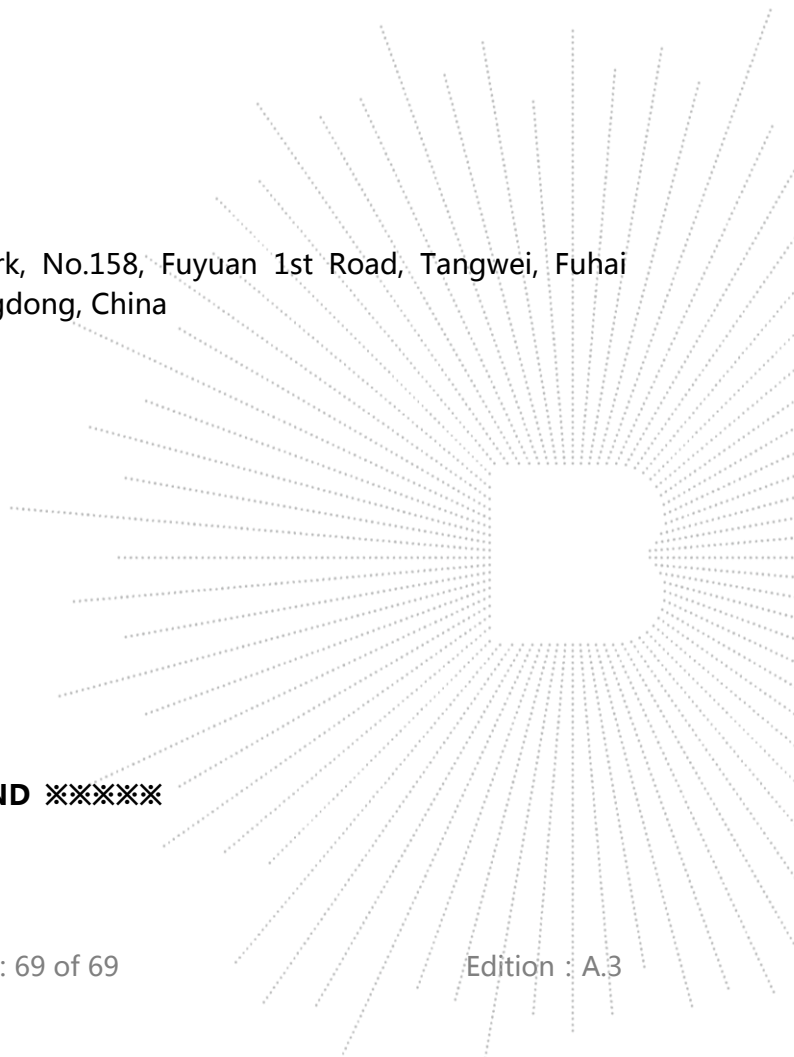 rk, No.158, Fuyuan 1st Road, Tangwei, Fuhai
gdong, China
ND ※※※※※
: 69 of 69 Edition：A.3